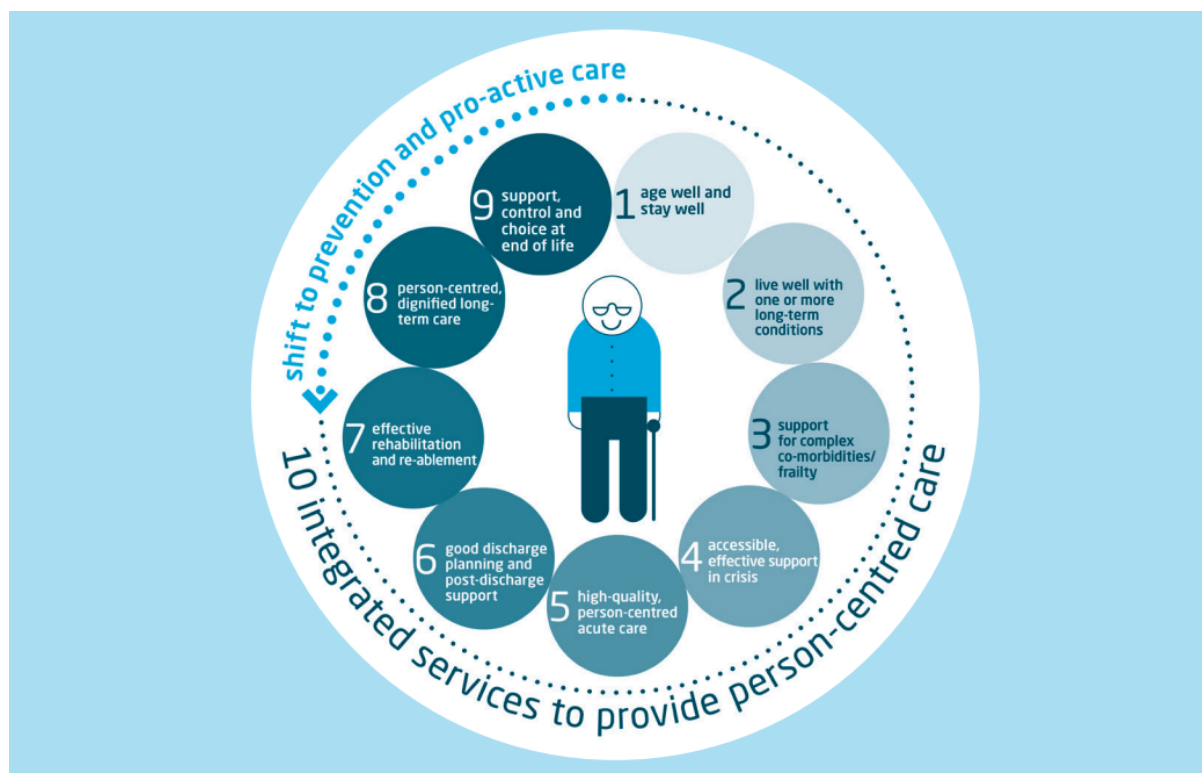 shift to prevention and pro-active care
9 support,
control and
choice at
end of life
1 age well and
stay well
2 live well with
one or more
long-term
conditions
3 support
for complex
co-morbidities/
frailty
4 accessible,
effective support
in crisis
5 high-quality,
person-centred
acute care
6 good discharge
planning and
post-discharge
support
7 effective
rehabilitation
and re-ablement
8 person-centred,
dignified long-
term care
10 integrated services to provide person-centred care